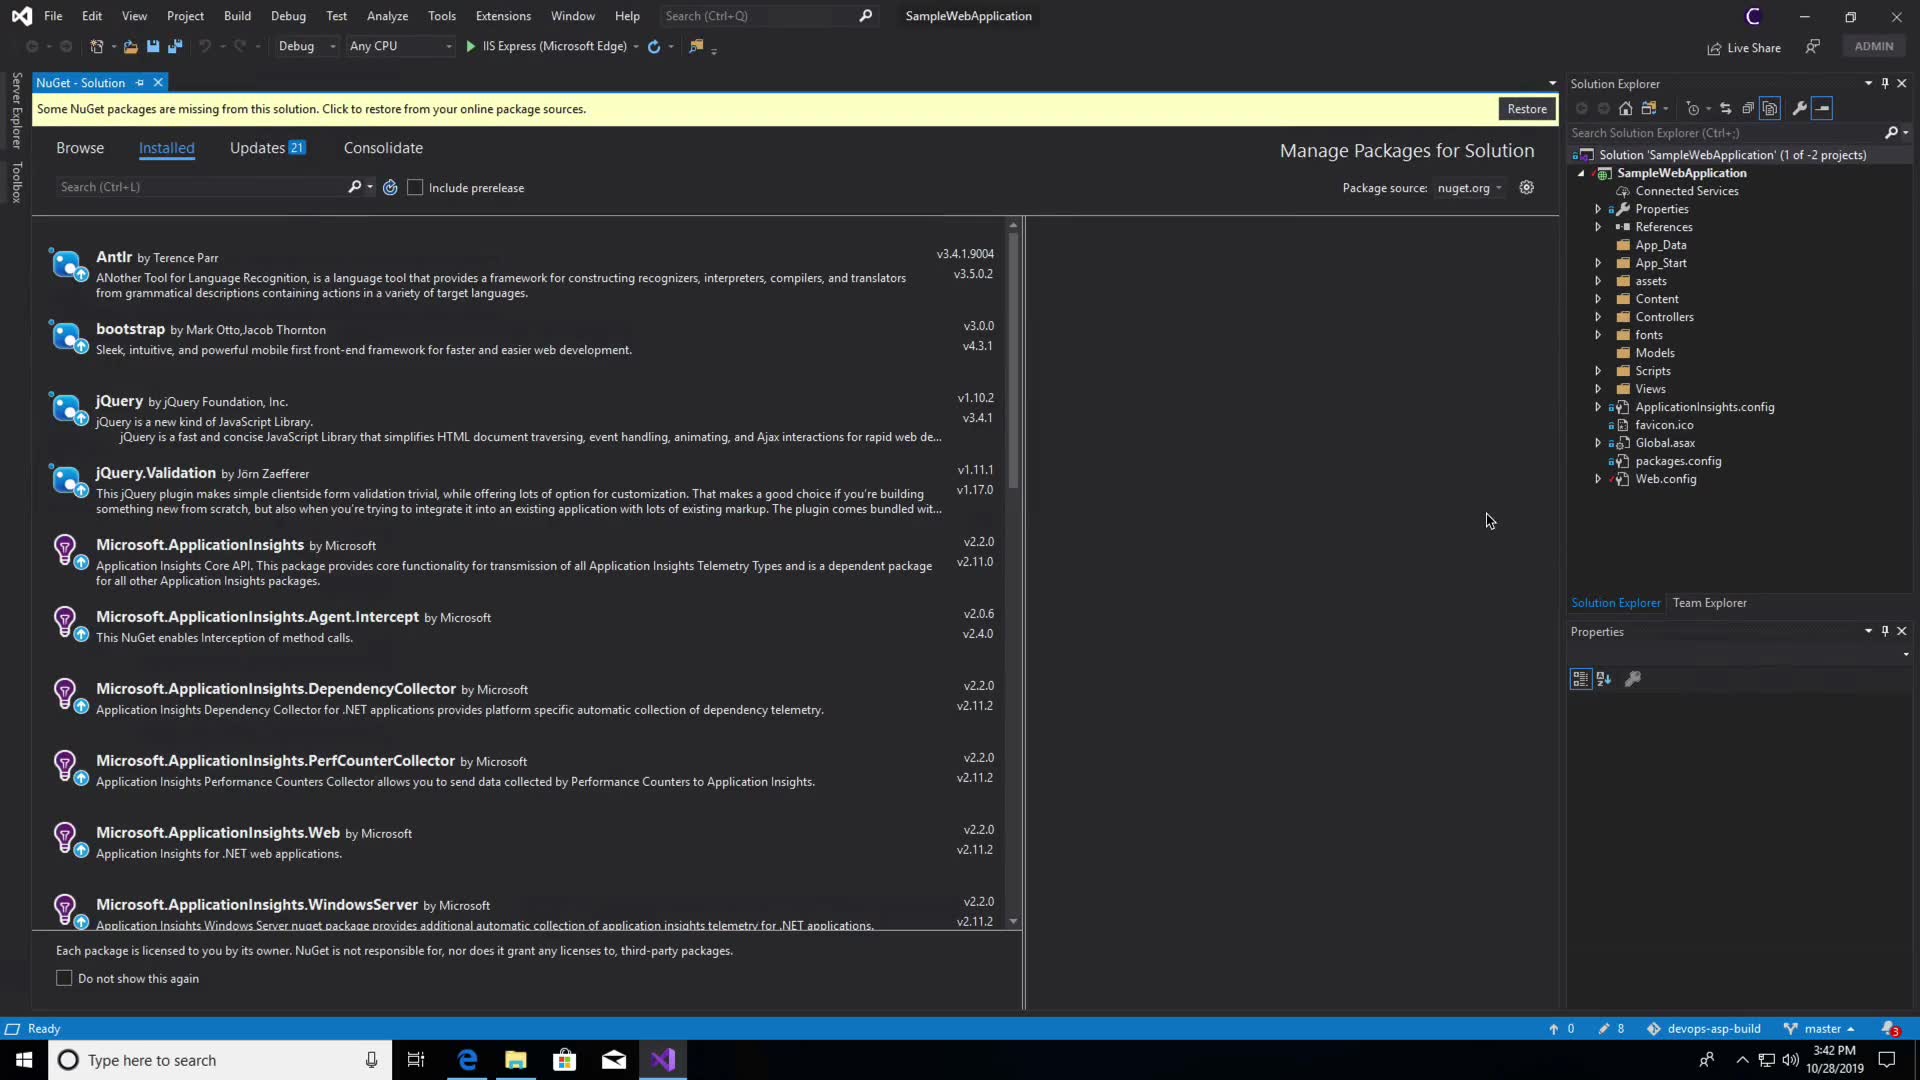 File Edit View Project Build Debug Test Analyze Tools Extensions Window Help Search (Ctrl+Q) SampleWebApplication
Debug Any CPU IIS Express (Microsoft Edge) Live Share ADMIN
Server Explorer
Toolbox
NuGet - Solution
Some NuGet packages are missing from this solution. Click to restore from your online package sources. Restore
Browse Installed Updates 21 Consolidate
Manage Packages for Solution
Search (Ctrl+L) Include prerelease
Package source: nuget.org
Antlr by Terence Parr
v3.4.1.9004
v3.5.0.2
ANother Tool for Language Recognition, is a language tool that provides a framework for constructing recognizers, interpreters, compilers, and translators
from grammatical descriptions containing actions in a variety of target languages.
bootstrap by Mark Otto,Jacob Thornton
v3.0.0
Sleek, intuitive, and powerful mobile first front-end framework for faster and easier web development.
v4.3.1
jQuery by jQuery Foundation, Inc.
v1.10.2
jQuery is a new kind of JavaScript Library.
v3.4.1
jQuery is a fast and concise JavaScript Library that simplifies HTML document traversing, event handling, animating, and Ajax interactions for rapid web de...
jQuery.Validation by Jörn Zaefferer
v1.11.1
v1.17.0
This jQuery plugin makes simple clientside form validation trivial, while offering lots of option for customization. That makes a good choice if you're building
something new from scratch, but also when you're trying to integrate it into an existing application with lots of existing markup. The plugin comes bundled wit...
Microsoft.ApplicationInsights by Microsoft
v2.2.0
v2.11.0
Application Insights Core API. This package provides core functionality for transmission of all Application Insights Telemetry Types and is a dependent package
for all other Application Insights packages.
Microsoft.ApplicationInsights.Agent.Intercept by Microsoft
v2.0.6
This NuGet enables Interception of method calls.
v2.4.0
Microsoft.ApplicationInsights.DependencyCollector by Microsoft
v2.2.0
Application Insights Dependency Collector for .NET applications provides platform specific automatic collection of dependency telemetry.
v2.11.2
Microsoft.ApplicationInsights.PerfCounterCollector by Microsoft
v2.2.0
Application Insights Performance Counters Collector allows you to send data collected by Performance Counters to Application Insights.
v2.11.2
Microsoft.ApplicationInsights.Web by Microsoft
v2.2.0
Application Insights for .NET web applications.
v2.11.2
Microsoft.ApplicationInsights.WindowsServer by Microsoft
v2.2.0
Application Insights Windows Server nuget package provides additional automatic collection of application insights telemetry for .NET applications.
v2.11.2
Each package is licensed to you by its owner. NuGet is not responsible for, nor does it grant any licenses to, third-party packages.
Do not show this again
Solution Explorer
Search Solution Explorer (Ctrl+;)
Solution 'SampleWebApplication' (1 of -2 projects)
SampleWebApplication
Connected Services
Properties
References
App_Data
App_Start
assets
Content
Controllers
fonts
Models
Scripts
Views
ApplicationInsights.config
favicon.ico
Global.asax
packages.config
Web.config
Solution Explorer Team Explorer
Properties
Ready 0 8 devops-asp-build master 3
Type here to search
3:42 PM
10/28/2019